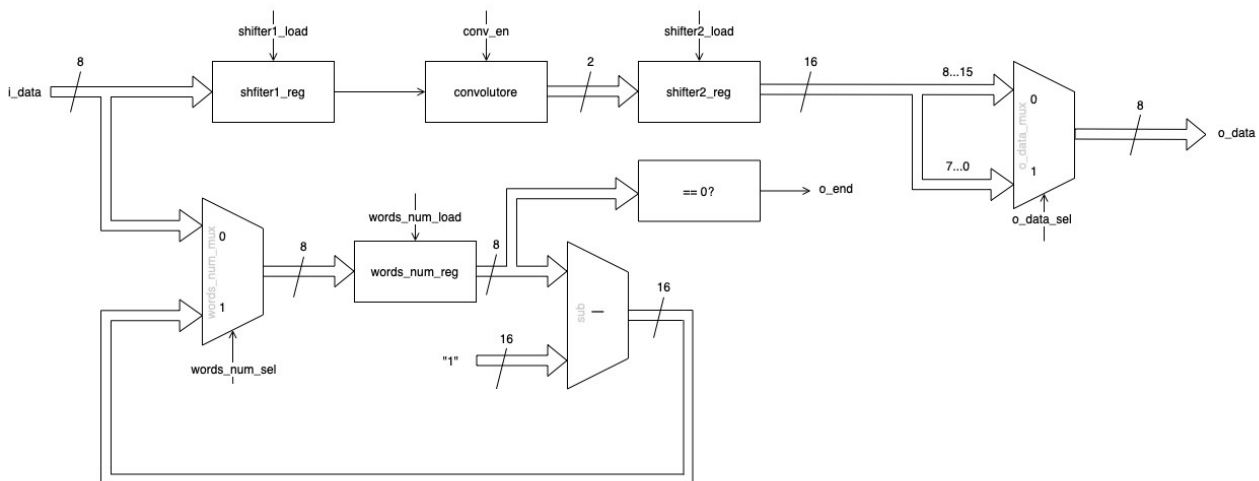 shifter1_load
conv_en
shifter2_load
8
2
16
8...15
i_data
shfiter1_reg
convolutore
shifter2_reg
0
o_data_mux
8
o_data
7...0
1
== 0?
o_end
o_data_sel
words_num_load
0
words_num_mux
8
words_num_reg
8
16
1
sub
—
"1"
16
words_num_sel